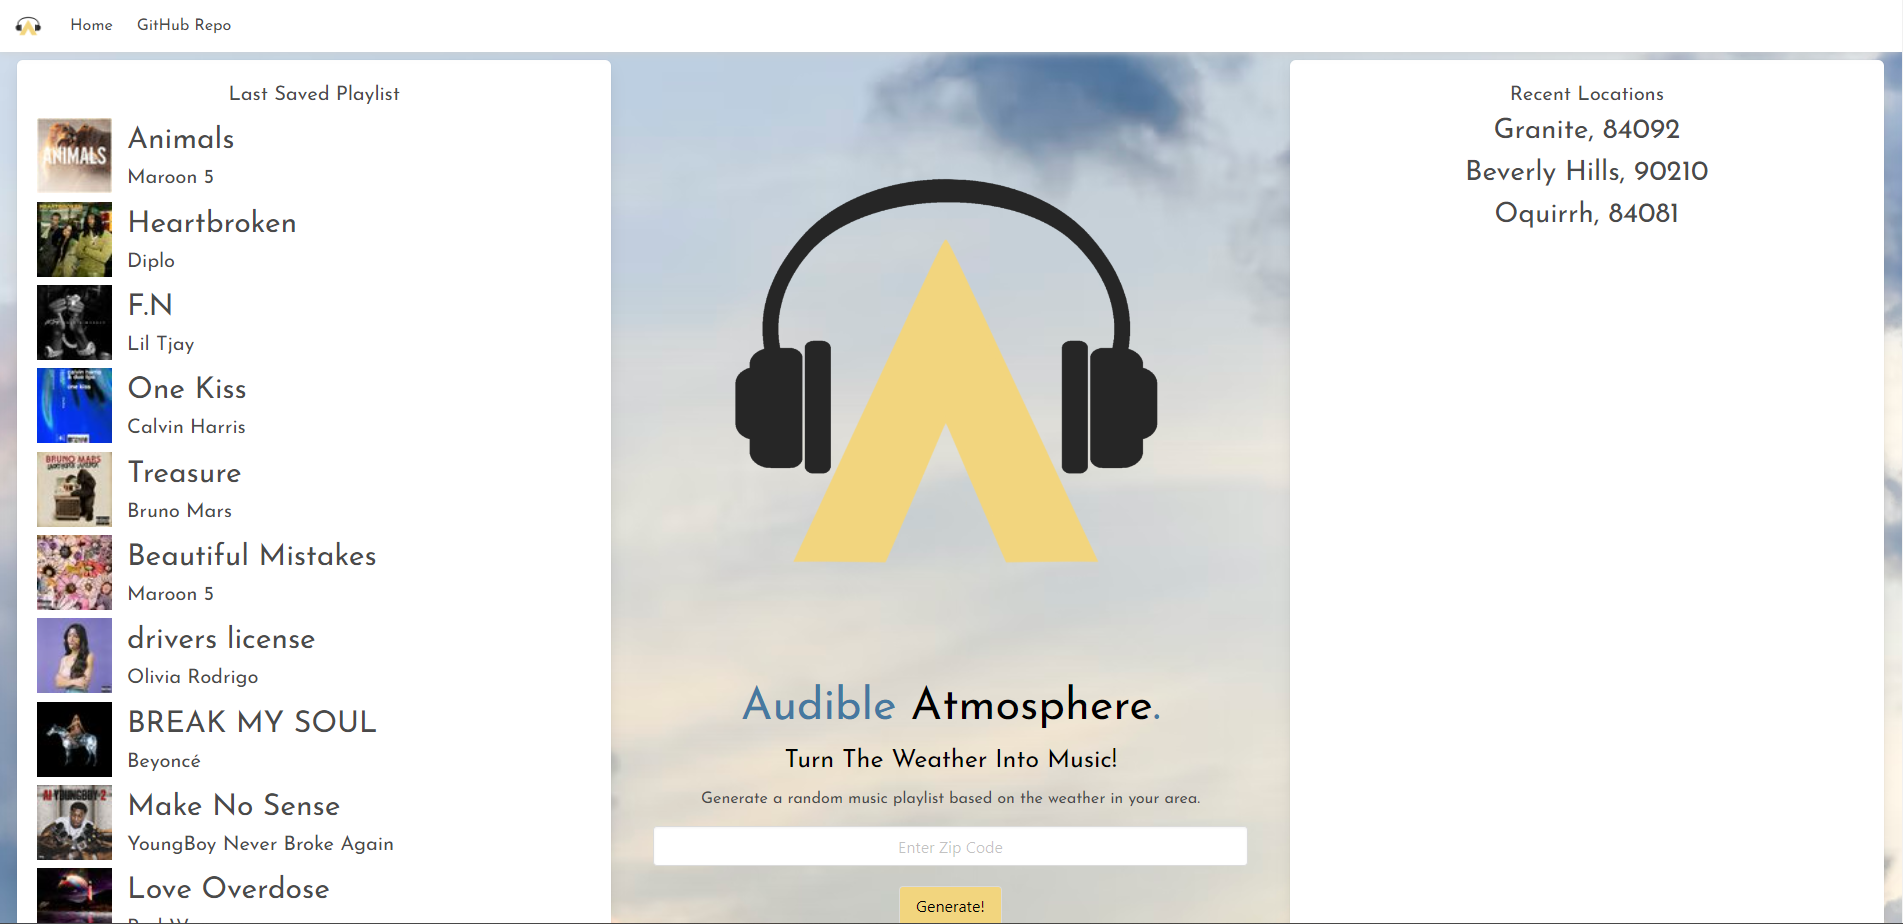 Home
GitHub Repo
Last Saved Playlist
ANIMALS
Animals
Maroon 5
Heartbroken
Diplo
F.N
Lil Tjay
One Kiss
Calvin Harris
BRUNO MARS
Treasure
Bruno Mars
Beautiful Mistakes
Maroon 5
drivers license
Olivia Rodrigo
BREAK MY SOUL
Beyoncé
AI YOUNGBOY 2
Make No Sense
YoungBoy Never Broke Again
Love Overdose
Audible Atmosphere.
Turn The Weather Into Music!
Generate a random music playlist based on the weather in your area.
Enter Zip Code
Generate!
Recent Locations
Granite, 84092
Beverly Hills, 90210
Oquirrh, 84081